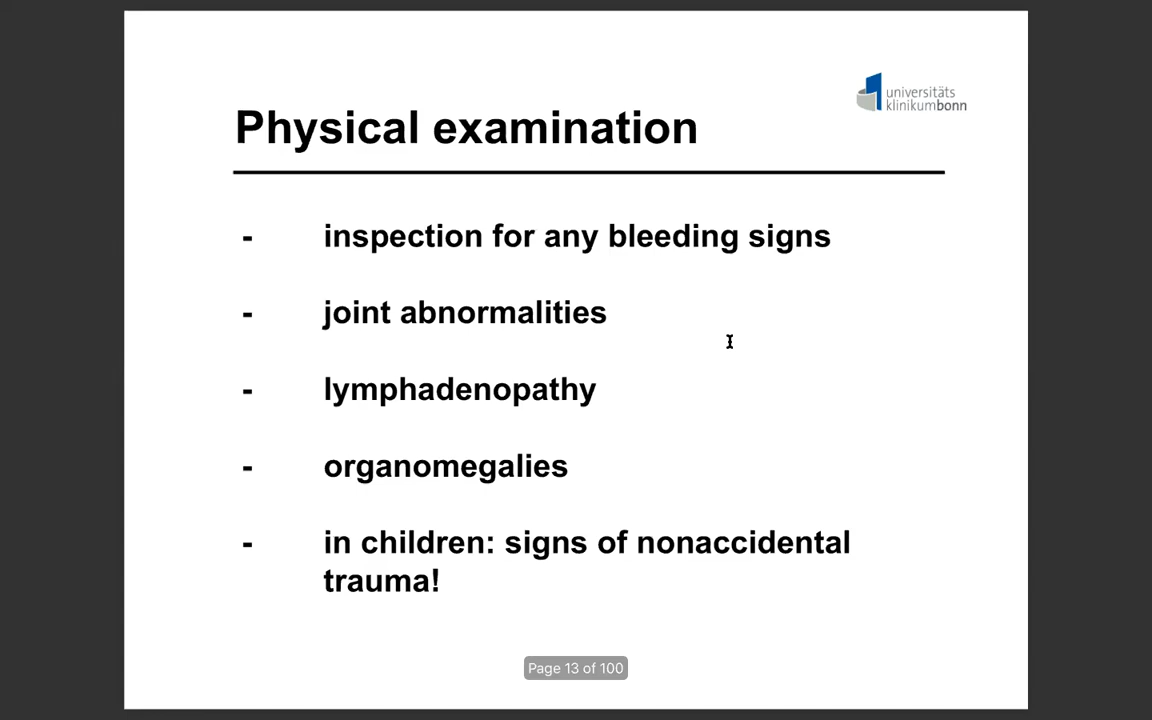 universitäts
klinikumbonn
Physical examination
- inspection for any bleeding signs
- joint abnormalities
- lymphadenopathy
- organomegalies
- in children: signs of nonaccidental
trauma!
Page 13 of 100